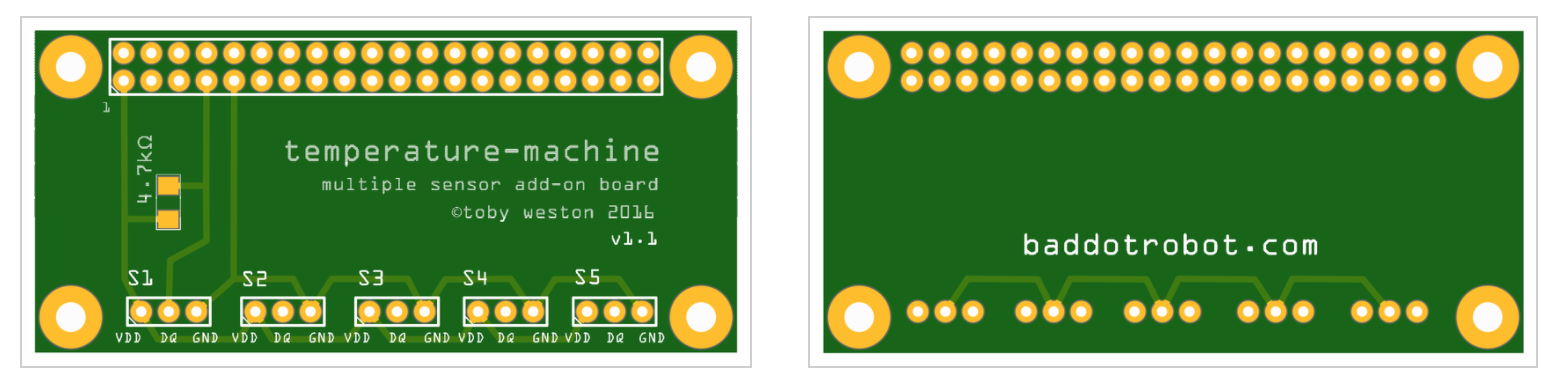 1
4.7kΩ
temperature-machine
multiple sensor add-on board
©toby weston 2016
v1.1
S1 S2 S3 S4 S5
VDD DQ GND VDD DQ GND VDD DQ GND VDD DQ GND VDD DQ GND
baddotrobot.com